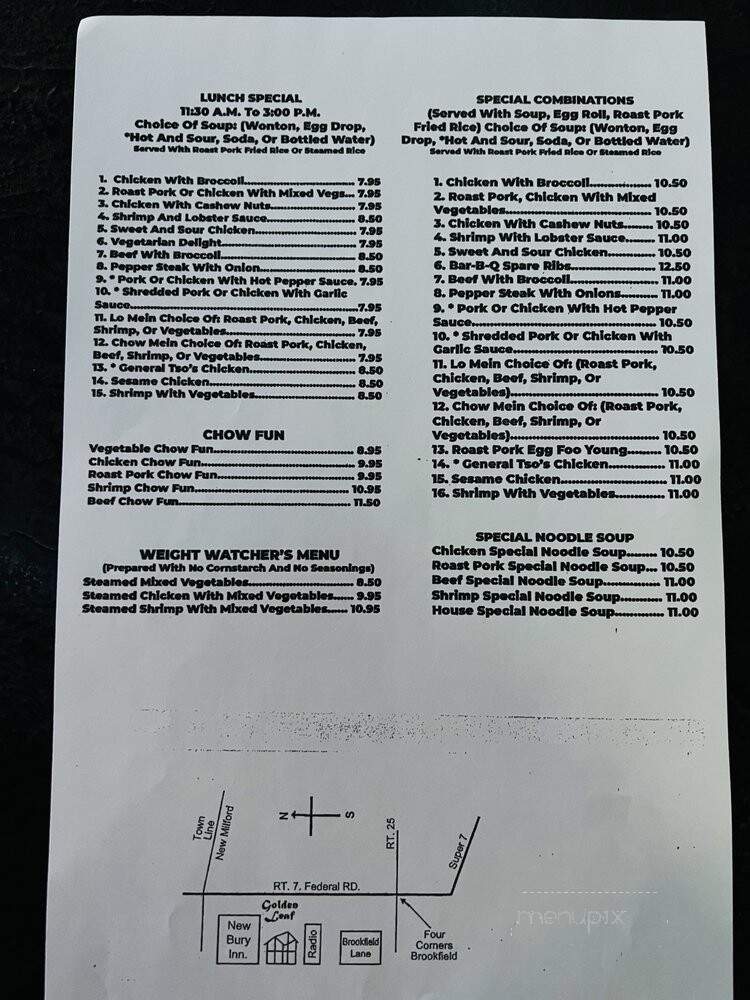 LUNCH SPECIAL
11:30 A.M. To 3:00 P.M.
Choice Of Soup: (Wonton, Egg Drop,
*Hot And Sour, Soda, Or Bottled Water)
Served With Roast Pork Fried Rice Or Steamed Rice
1. Chicken With Broccoli 7.95
2. Roast Pork Or Chicken With Mixed Vegs... 7.95
3. Chicken With Cashew Nuts 7.95
4. Shrimp And Lobster Sauce 8.50
5. Sweet And Sour Chicken 7.95
6. Vegetarian Delight 7.95
7. Beef With Broccoli 8.50
8. Pepper Steak With Onion 8.50
9. * Pork Or Chicken With Hot Pepper Sauce. 7.95
10. * Shredded Pork Or Chicken With Garlic
Sauce 7.95
11. Lo Mein Choice Of: Roast Pork, Chicken, Beef,
Shrimp, Or Vegetables 7.95
12. Chow Mein Choice Of: Roast Pork, Chicken,
Beef, Shrimp, Or Vegetables 7.95
13. * General Tso's Chicken 8.50
14. Sesame Chicken 8.50
15. Shrimp With Vegetables 8.50
CHOW FUN
Vegetable Chow Fun 8.95
Chicken Chow Fun 9.95
Roast Pork Chow Fun 9.95
Shrimp Chow Fun 10.95
Beef Chow Fun 11.50
WEIGHT WATCHER'S MENU
(Prepared With No Cornstarch And No Seasonings)
Steamed Mixed Vegetables 8.50
Steamed Chicken With Mixed Vegetables 9.95
Steamed Shrimp With Mixed Vegetables 10.95
SPECIAL COMBINATIONS
(Served With Soup, Egg Roll, Roast Pork
Fried Rice) Choice Of Soup: (Wonton, Egg
Drop, *Hot And Sour, Soda, Or Bottled Water)
Served With Roast Pork Fried Rice Or Steamed Rice
1. Chicken With Broccoli 10.50
2. Roast Pork, Chicken With Mixed
Vegetables 10.50
3. Chicken With Cashew Nuts 10.50
4. Shrimp With Lobster Sauce 11.00
5. Sweet And Sour Chicken 10.50
6. Bar-B-Q Spare Ribs 12.50
7. Beef With Broccoli 11.00
8. Pepper Steak With Onions 11.00
9. * Pork Or Chicken With Hot Pepper
Sauce 10.50
10. * Shredded Pork Or Chicken With
Garlic Sauce 10.50
11. Lo Mein Choice Of: (Roast Pork,
Chicken, Beef, Shrimp, Or
Vegetables) 10.50
12. Chow Mein Choice Of: (Roast Pork,
Chicken, Beef, Shrimp, Or
Vegetables) 10.50
13. Roast Pork Egg Foo Young 10.50
14. * General Tso's Chicken 11.00
15. Sesame Chicken 11.00
16. Shrimp With Vegetables 11.00
SPECIAL NOODLE SOUP
Chicken Special Noodle Soup 10.50
Roast Pork Special Noodle Soup... 10.50
Beef Special Noodle Soup 11.00
Shrimp Special Noodle Soup 11.00
House Special Noodle Soup 11.00
Town
Line
New Milford
N
S
RT. 25
Super 7
RT. 7. Federal RD.
Golden
Leaf
New
Bury
Inn.
Radio
Brookfield
Lane
Four
Corners
Brookfield
menupix